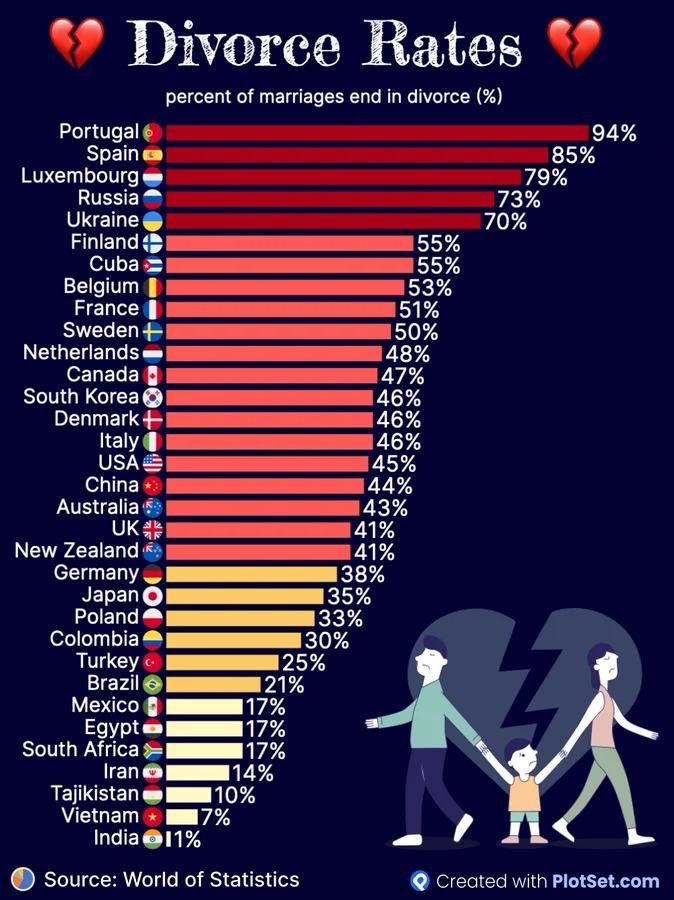 Divorce Rates
percent of marriages end in divorce (%)
Portugal 94%
Spain 85%
Luxembourg 79%
Russia 73%
Ukraine 70%
Finland 55%
Cuba 55%
Belgium 53%
France 51%
Sweden 50%
Netherlands 48%
Canada 47%
South Korea 46%
Denmark 46%
Italy 46%
USA 45%
China 44%
Australia 43%
UK 41%
New Zealand 41%
Germany 38%
Japan 35%
Poland 33%
Colombia 30%
Turkey 25%
Brazil 21%
Mexico 17%
Egypt 17%
South Africa 17%
Iran 14%
Tajikistan 10%
Vietnam 7%
India 1%
Source: World of Statistics
Created with PlotSet.com